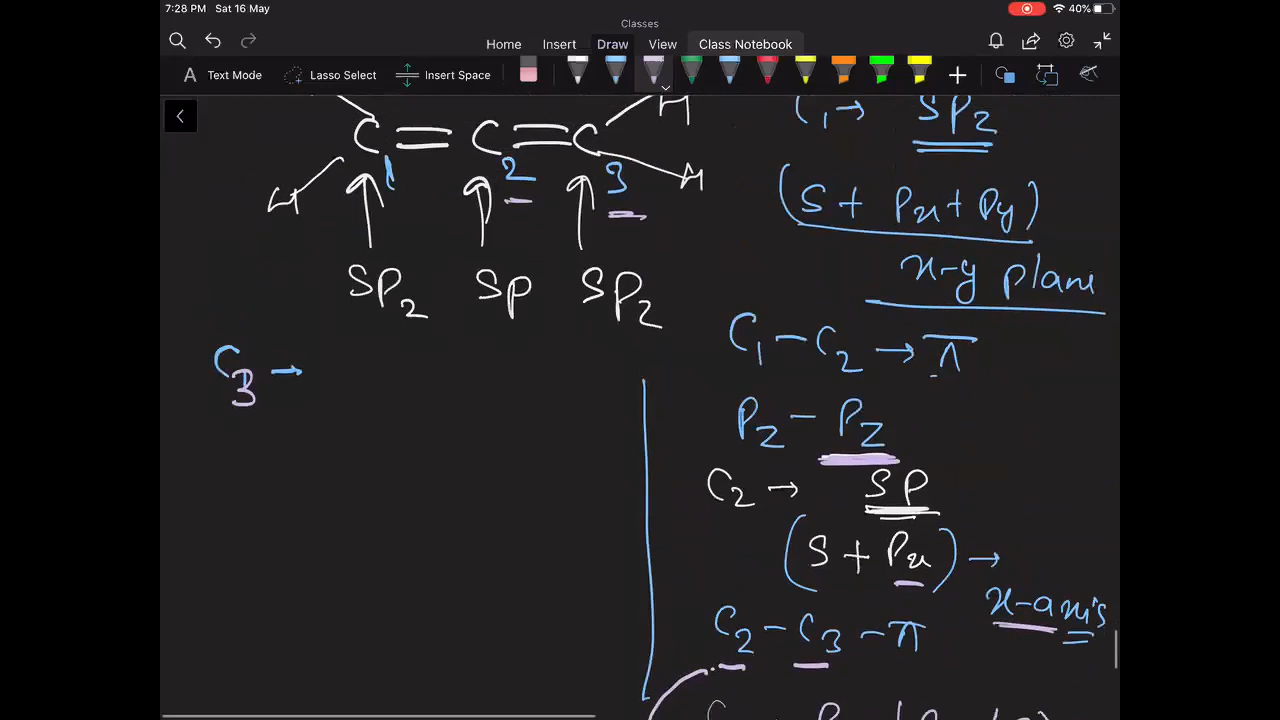 7:28 PM Sat 16 May
40%
Classes
Home Insert Draw View Class Notebook
A Text Mode Lasso Select Insert Space
H
C = C = C
1 2 3
H H
SP2 SP SP2
C3 →
C1 → SP2
(S + Px + Py)
x-y plane
C1 - C2 → π
Pz - Pz
C2 → SP
(S + Px) →
x-axis
C2 - C3 - π